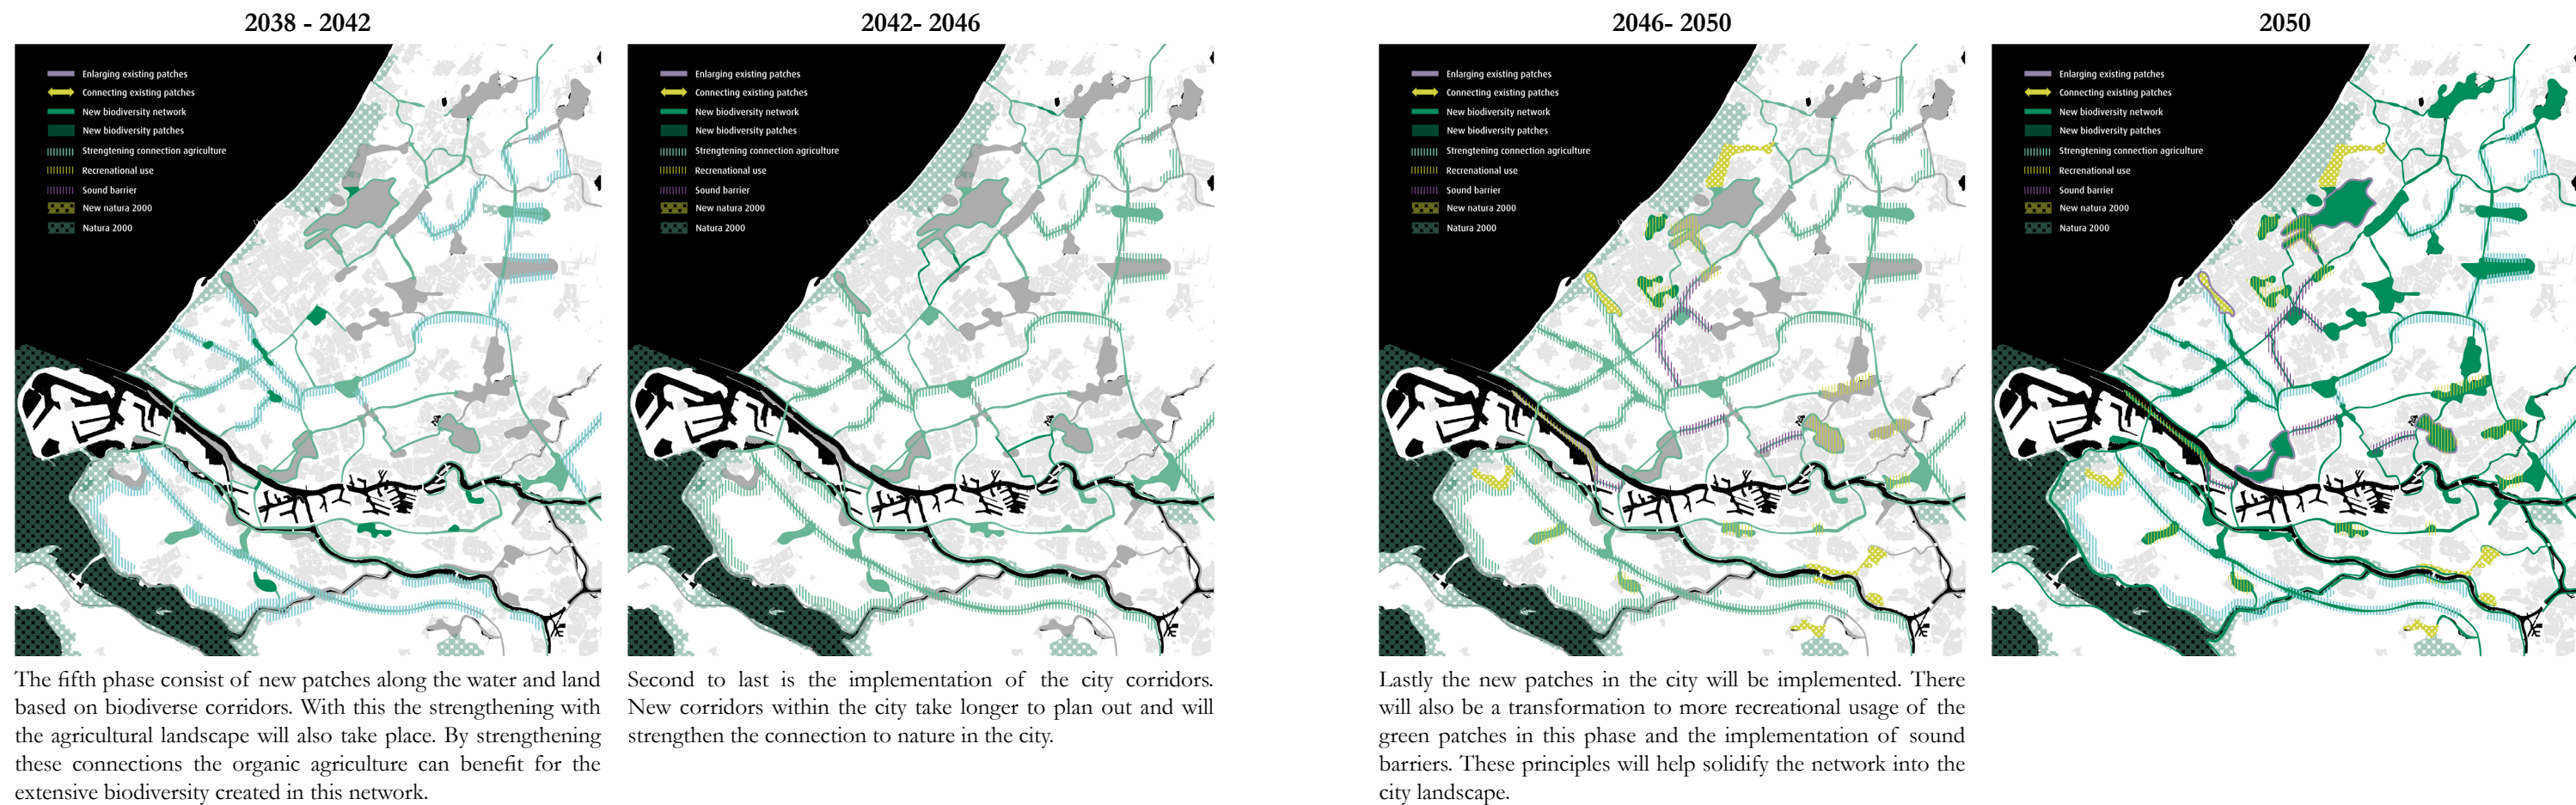 2038 - 2042
Enlarging existing patches
Connecting existing patches
New biodiversity network
New biodiversity patches
Strengtening connection agriculture
Recrenational use
Sound barrier
New natura 2000
Natura 2000
The fifth phase consist of new patches along the water and land
based on biodiverse corridors. With this the strengthening with
the agricultural landscape will also take place. By strengthening
these connections the organic agriculture can benefit for the
extensive biodiversity created in this network.
2042- 2046
Enlarging existing patches
Connecting existing patches
New biodiversity network
New biodiversity patches
Strengtening connection agriculture
Recrenational use
Sound barrier
New natura 2000
Natura 2000
Second to last is the implementation of the city corridors.
New corridors within the city take longer to plan out and will
strengthen the connection to nature in the city.
2046- 2050
Enlarging existing patches
Connecting existing patches
New biodiversity network
New biodiversity patches
Strengtening connection agriculture
Recrenational use
Sound barrier
New natura 2000
Natura 2000
Lastly the new patches in the city will be implemented. There
will also be a transformation to more recreational usage of the
green patches in this phase and the implementation of sound
barriers. These principles will help solidify the network into the
city landscape.
2050
Enlarging existing patches
Connecting existing patches
New biodiversity network
New biodiversity patches
Strengtening connection agriculture
Recrenational use
Sound barrier
New natura 2000
Natura 2000